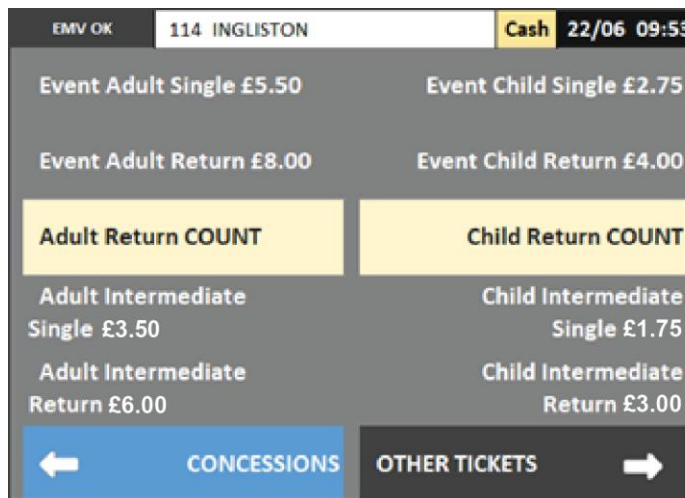 EMV OK 114 INGLISTON Cash 22/06 09:55
Event Adult Single £5.50 Event Child Single £2.75
Event Adult Return £8.00 Event Child Return £4.00
Adult Return COUNT Child Return COUNT
Adult Intermediate Child Intermediate
Single £3.50 Single £1.75
Adult Intermediate Child Intermediate
Return £6.00 Return £3.00
CONCESSIONS OTHER TICKETS